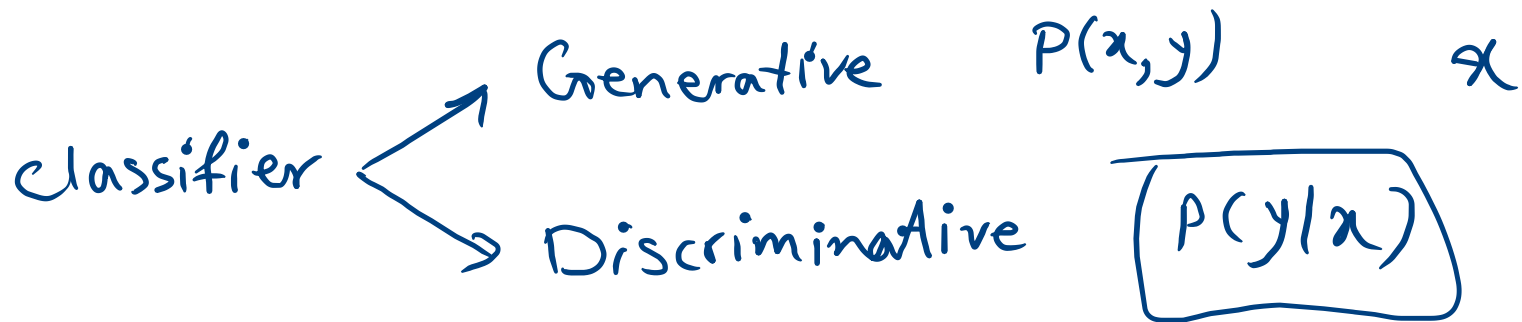 Generative P(x,y) x
classifier
Discriminative P(y|x)